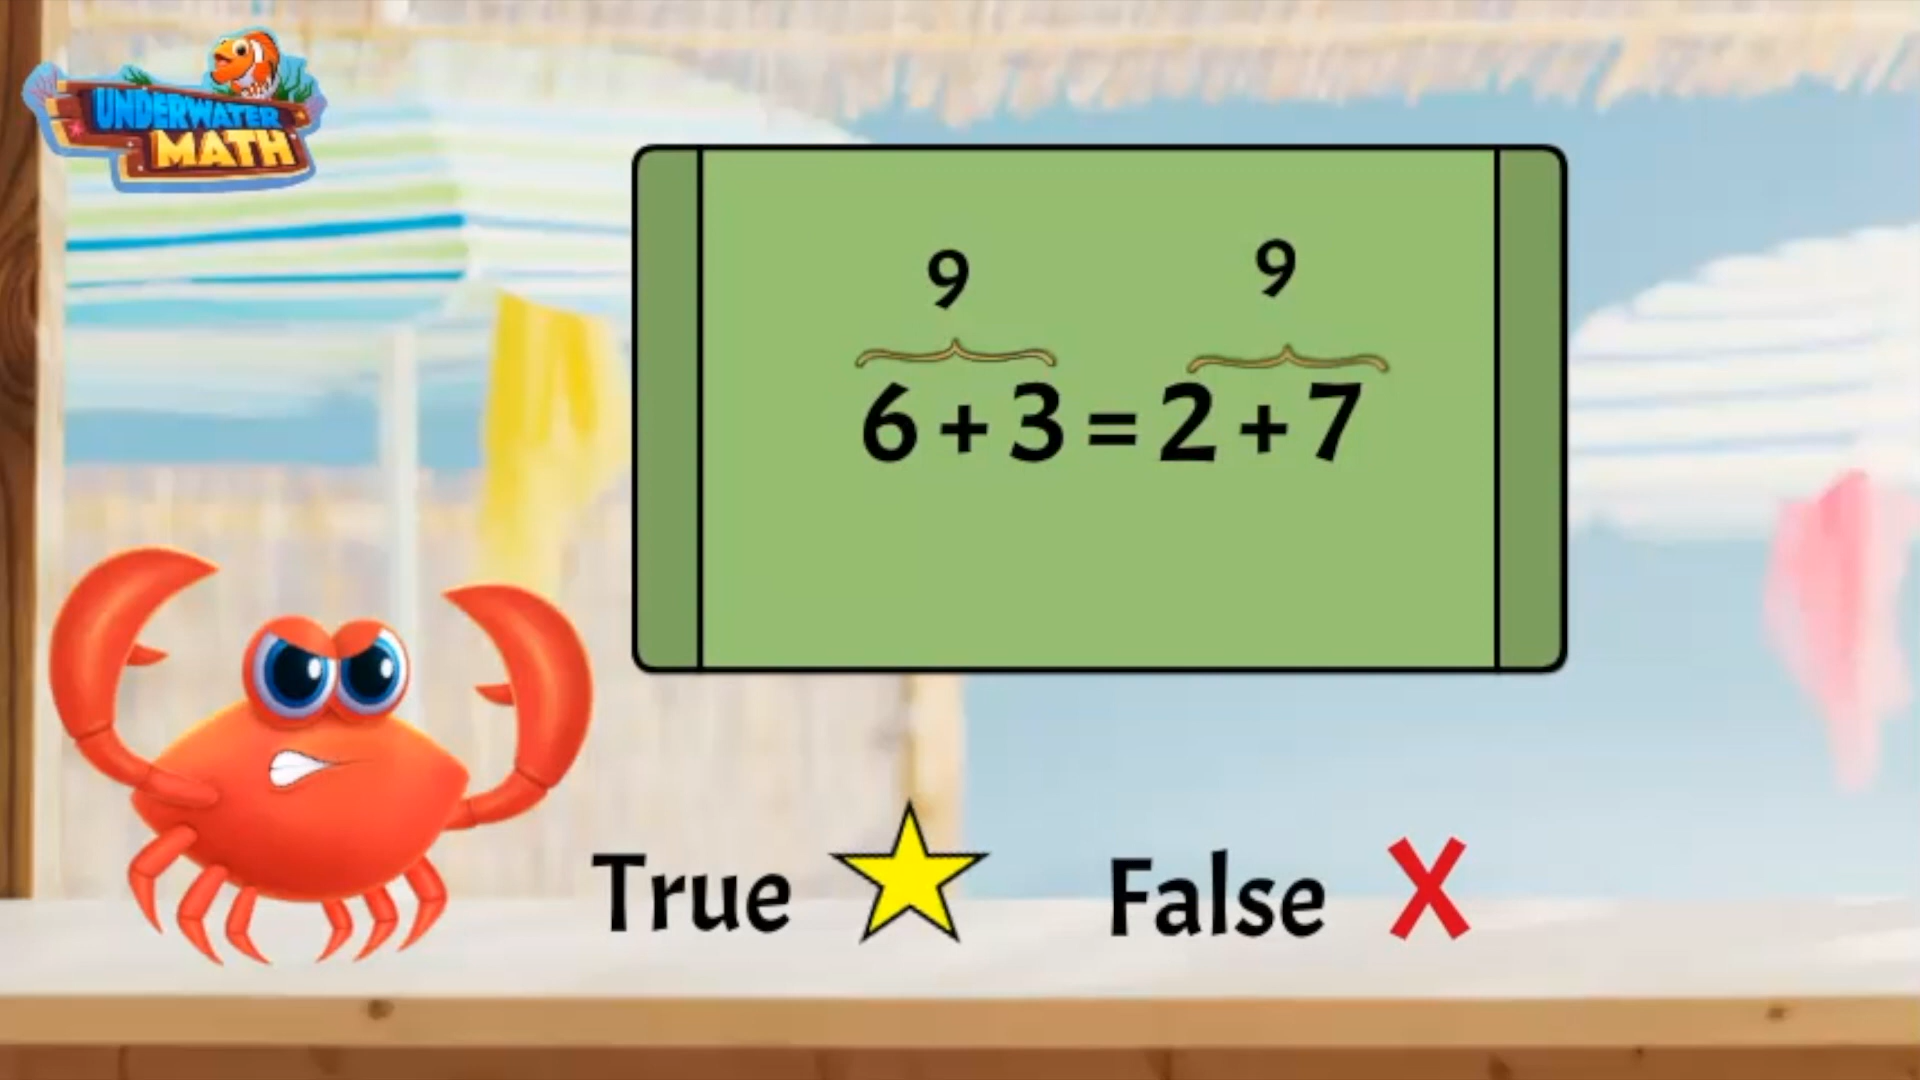 UNDERWATER
MATH
9 9
6+3=2+7
True False X